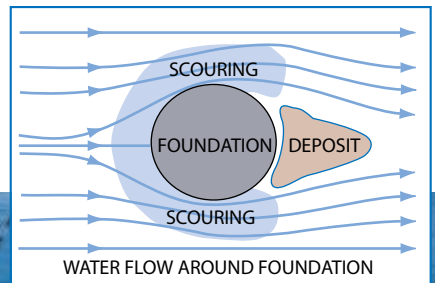 SCOURING
FOUNDATION
DEPOSIT
SCOURING
WATER FLOW AROUND FOUNDATION